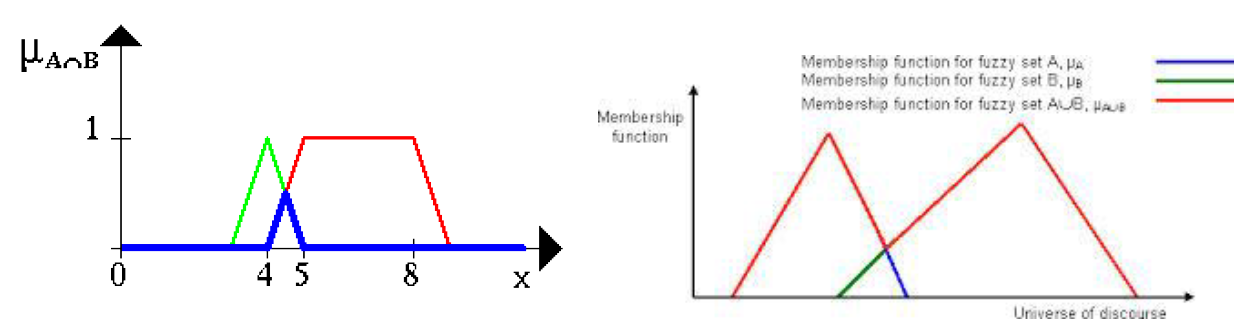 μA∩B
1
0 4 5 8 x
Membership function for fuzzy set A, μA
Membership function for fuzzy set B, μB
Membership function for fuzzy set A∪B, μA∪B
Membership
function
Universe of discourse